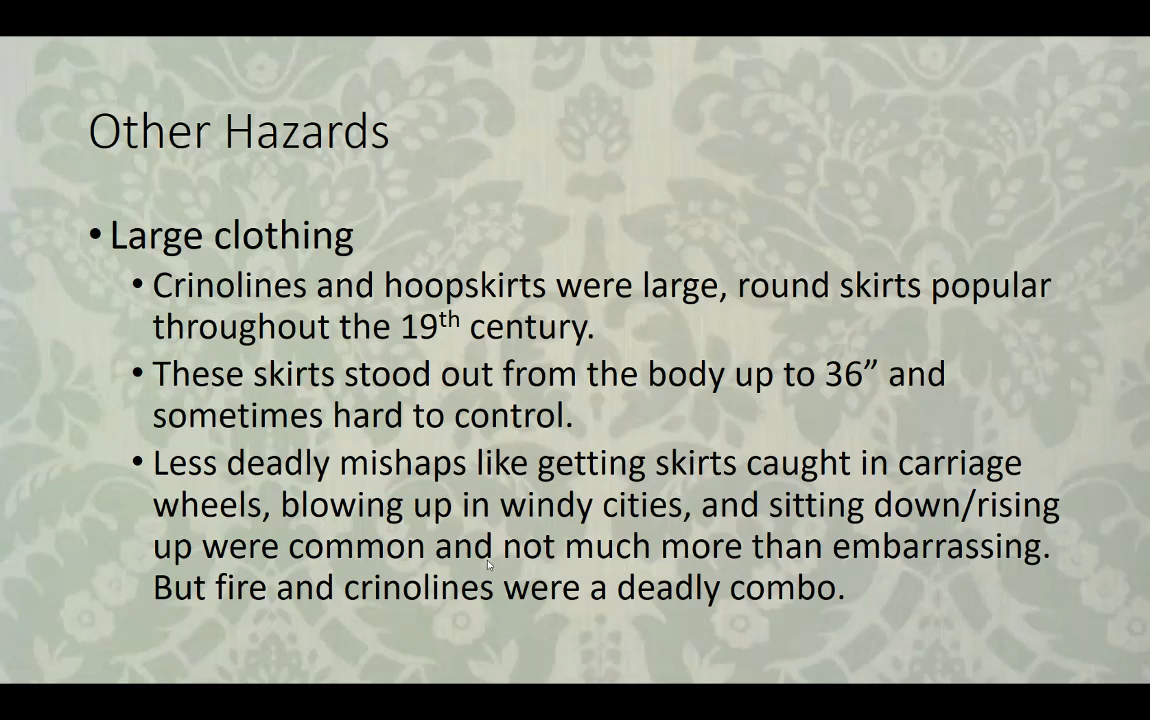 Other Hazards
• Large clothing
• Crinolines and hoopskirts were large, round skirts popular
throughout the 19th century.
• These skirts stood out from the body up to 36” and
sometimes hard to control.
• Less deadly mishaps like getting skirts caught in carriage
wheels, blowing up in windy cities, and sitting down/rising
up were common and not much more than embarrassing.
But fire and crinolines were a deadly combo.